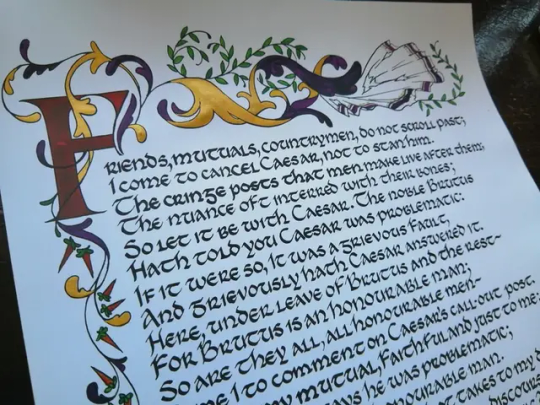 FRIENDS, MUTUALS, COUNTRYMEN, DO NOT SCROLL PAST;
I COME TO CANCEL CAESAR, NOT TO STAN HIM.
THE CRINGE POSTS THAT MEN MAKE LIVE AFTER THEM;
THE NUANCE OFT INTERRED WITH THEIR BONES;
SO LET IT BE WITH CAESAR. THE NOBLE BRUTUS
HATH TOLD YOU CAESAR WAS PROBLEMATIC:
IF IT WERE SO, IT WAS A GRIEVOUS FAULT,
AND GRIEVOUSLY HATH CAESAR ANSWERED IT.
HERE, UNDER LEAVE OF BRUTUS AND THE REST–
FOR BRUTUS IS AN HONOURABLE MAN;
SO ARE THEY ALL, ALL HONOURABLE MEN–
I TO COMMENT ON CAESAR'S CALL-OUT POST.
MY MUTUAL, FAITHFUL AND JUST TO ME:
HE WAS PROBLEMATIC;
HONOURABLE MAN.
TAKES TO MY